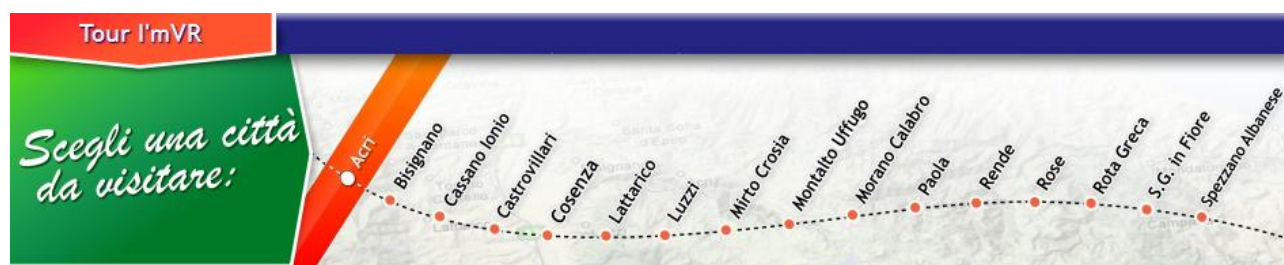 Tour I'mVR
Scegli una città
da visitare:
Acri
Bisignano
Cassano Ionio
Castrovillari
Cosenza
Lattarico
Luzzi
Mirto Crosia
Montalto Uffugo
Morano Calabro
Paola
Rende
Rose
Rota Greca
S.G. in Fiore
Spezzano Albanese